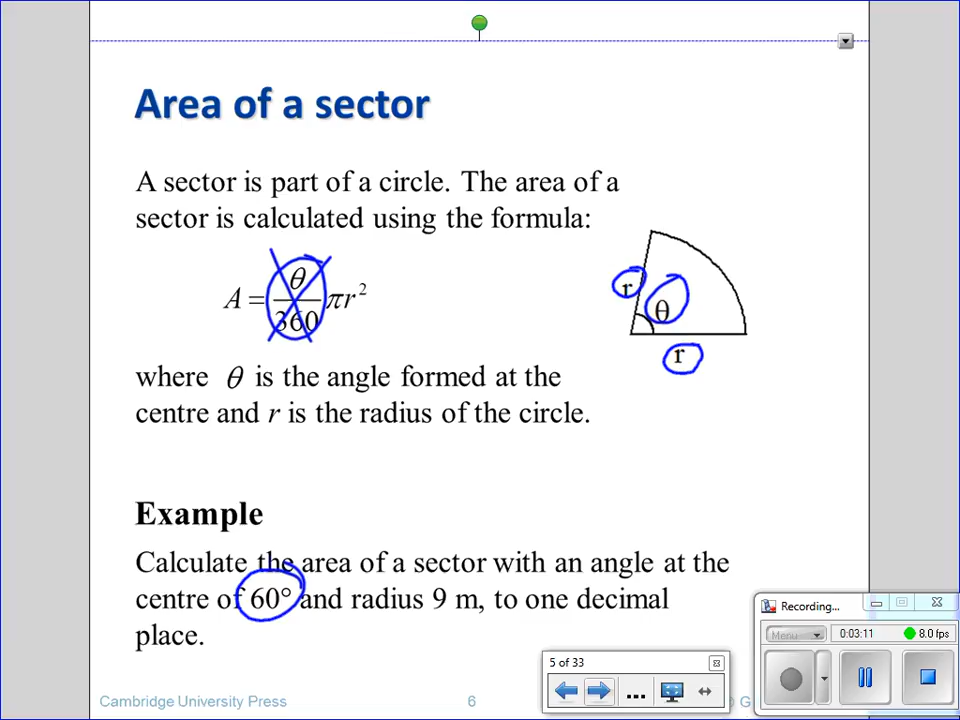 Area of a sector
A sector is part of a circle. The area of a
sector is calculated using the formula:
A = θ/360 πr²
r
θ
r
where θ is the angle formed at the
centre and r is the radius of the circle.
Example
Calculate the area of a sector with an angle at the
centre of 60° and radius 9 m, to one decimal
place.
Recording...
Menu
0:03:11
8.0 fps
5 of 33
...
Cambridge University Press
6
G